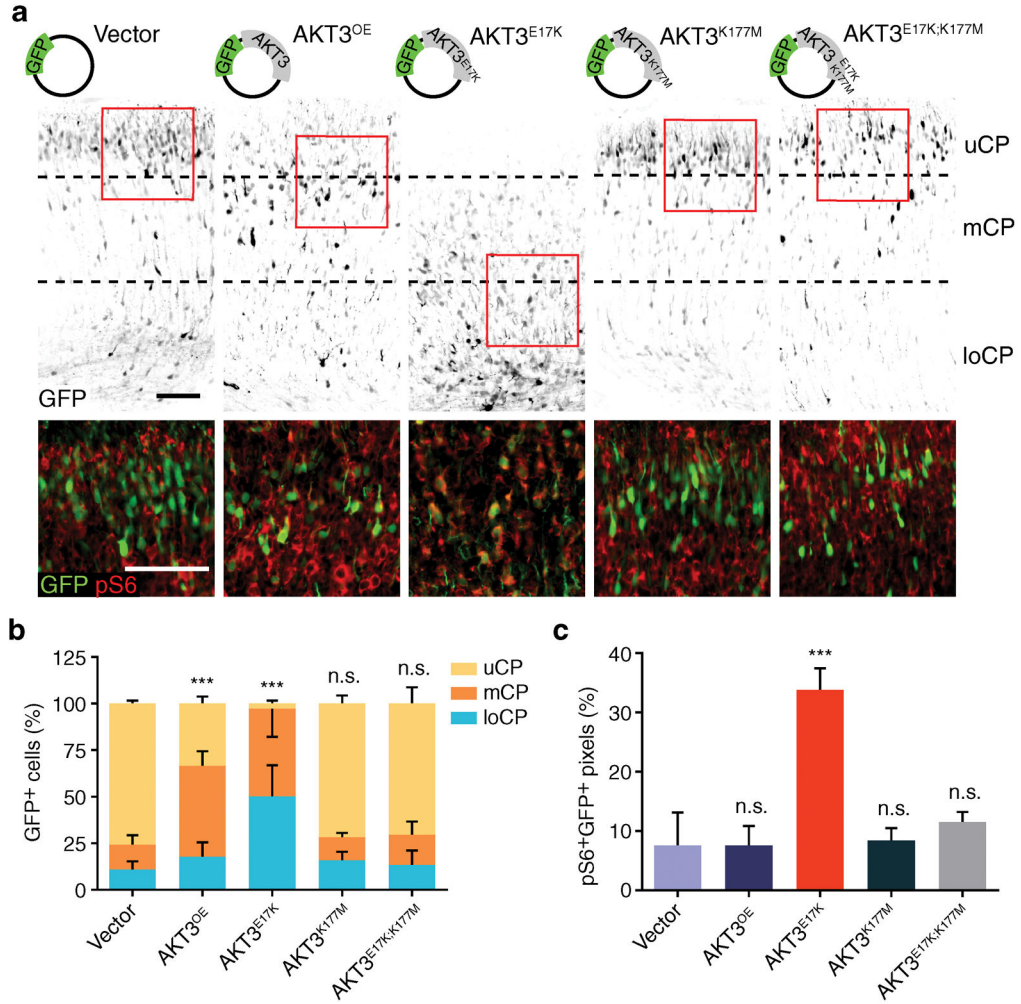 a
Vector
AKT3OE
AKT3E17K
AKT3K177M
AKT3E17K;K177M
GFP
GFP AKT3
GFP AKT3E17K
GFP AKT3K177M
GFP AKT3E17K K177M
uCP
mCP
loCP
GFP
GFP pS6
b
GFP+ cells (%)
125
100
75
50
25
0
*** *** n.s. n.s.
uCP
mCP
loCP
Vector
AKT3OE
AKT3E17K
AKT3K177M
AKT3E17K;K177M
c
pS6+GFP+ pixels (%)
40
30
20
10
0
n.s. *** n.s. n.s.
Vector
AKT3OE
AKT3E17K
AKT3K177M
AKT3E17K;K177M